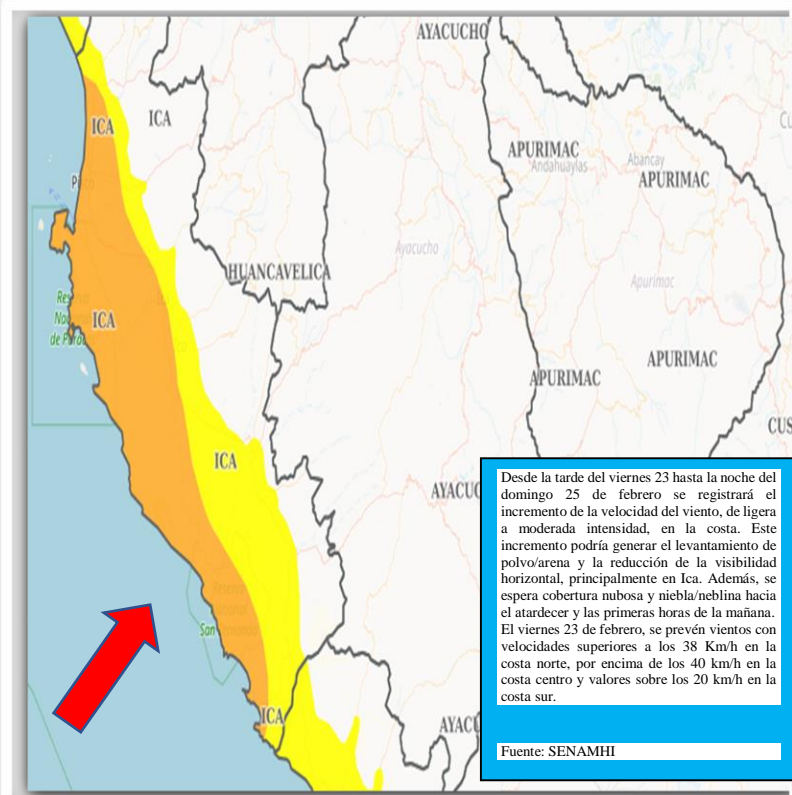 AYACUCHO
ICA
ICA
APURIMAC
Andahuaylas
Abancay
APURIMAC
Ayacucho
HUANCAVELICA
Apurimac
ICA
de
APURIMAC
APURIMAC
CUS
ICA
AYACUC
Desde la tarde del viernes 23 hasta la noche del
domingo 25 de febrero se registrará el
incremento de la velocidad del viento, de ligera
a moderada intensidad, en la costa. Este
incremento podría generar el levantamiento de
polvo/arena y la reducción de la visibilidad
horizontal, principalmente en Ica. Además, se
espera cobertura nubosa y niebla/neblina hacia
el atardecer y las primeras horas de la mañana.
El viernes 23 de febrero, se prevén vientos con
velocidades superiores a los 38 Km/h en la
costa norte, por encima de los 40 km/h en la
costa centro y valores sobre los 20 km/h en la
costa sur.
Fuente: SENAMHI
San
ICA
AYACU